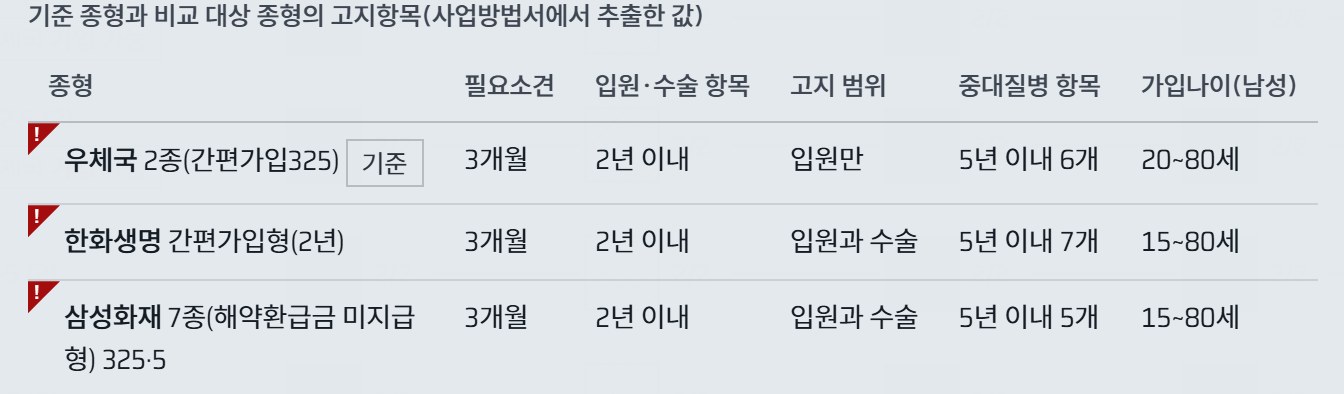 기준 종형과 비교 대상 종형의 고지항목(사업방법서에서 추출한 값)
종형 필요소견 입원·수술 항목 고지 범위 중대질병 항목 가입나이(남성)
! 우체국 2종(간편가입325) 기준 3개월 2년 이내 입원만 5년 이내 6개 20~80세
! 한화생명 간편가입형(2년) 3개월 2년 이내 입원과 수술 5년 이내 7개 15~80세
! 삼성화재 7종(해약환급금 미지급 3개월 2년 이내 입원과 수술 5년 이내 5개 15~80세
형) 325·5